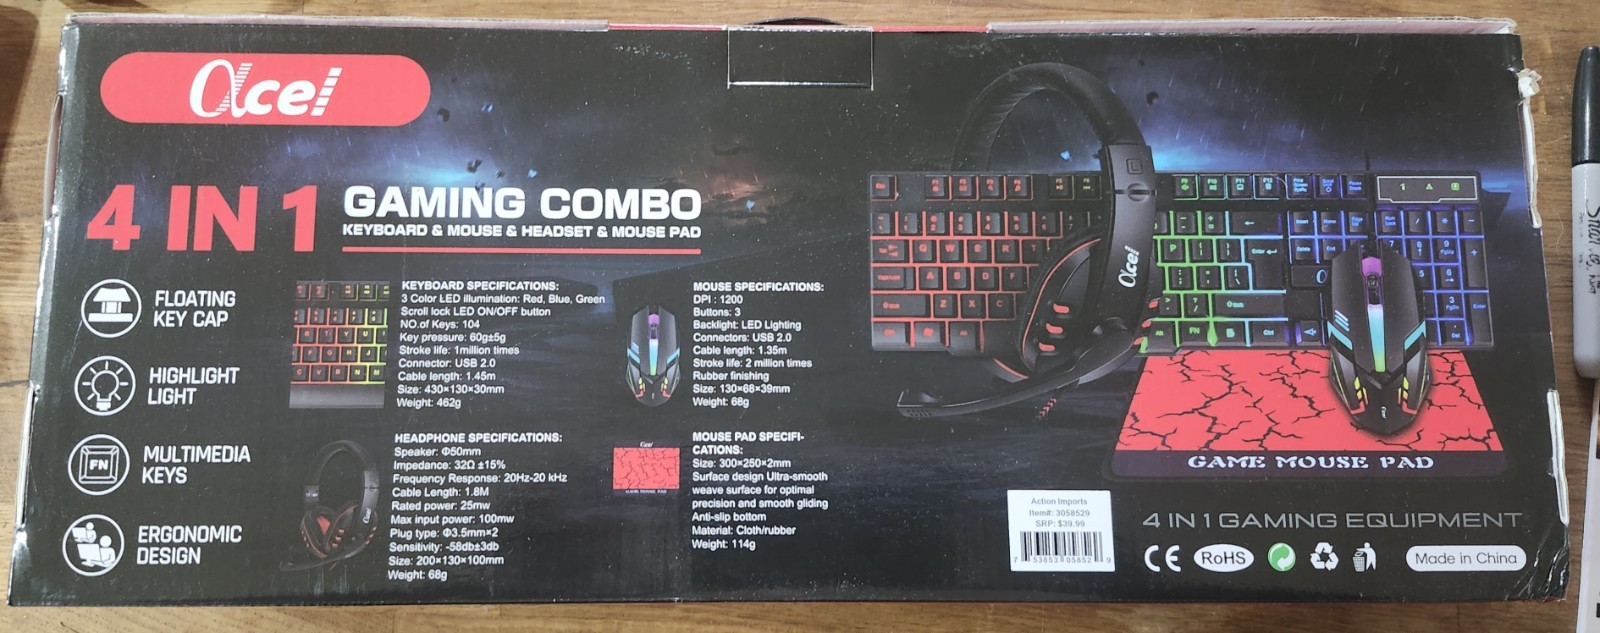 αcel
4 IN 1 GAMING COMBO
KEYBOARD & MOUSE & HEADSET & MOUSE PAD
FLOATING
KEY CAP
HIGHLIGHT
LIGHT
FN
MULTIMEDIA
KEYS
ERGONOMIC
DESIGN
KEYBOARD SPECIFICATIONS:
3 Color LED illumination: Red, Blue, Green
Scroll lock LED ON/OFF button
NO.of Keys: 104
Key pressure: 60g±5g
Stroke life: 1million times
Connector: USB 2.0
Cable length: 1.45m
Size: 430×130×30mm
Weight: 462g
HEADPHONE SPECIFICATIONS:
Speaker: Φ50mm
Impedance: 32Ω ±15%
Frequency Response: 20Hz-20 kHz
Cable Length: 1.8M
Rated power: 25mw
Max input power: 100mw
Plug type: Φ3.5mm×2
Sensitivity: -58db±3db
Size: 200×130×100mm
Weight: 68g
MOUSE SPECIFICATIONS:
DPI : 1200
Buttons: 3
Backlight: LED Lighting
Connectors: USB 2.0
Cable length: 1.35m
Stroke life: 2 million times
Rubber finishing
Size: 130×66×39mm
Weight: 68g
MOUSE PAD SPECIFI-
CATIONS:
Size: 300×250×2mm
Surface design Ultra-smooth
weave surface for optimal
precision and smooth gliding
Anti-slip bottom
Material: Cloth/rubber
Weight: 114g
αcel
GAME MOUSE PAD
Action Imports
Item#: 3058529
SRP: $39.99
7 53853 05852 9
4 IN 1 GAMING EQUIPMENT
CE RoHS Made in China